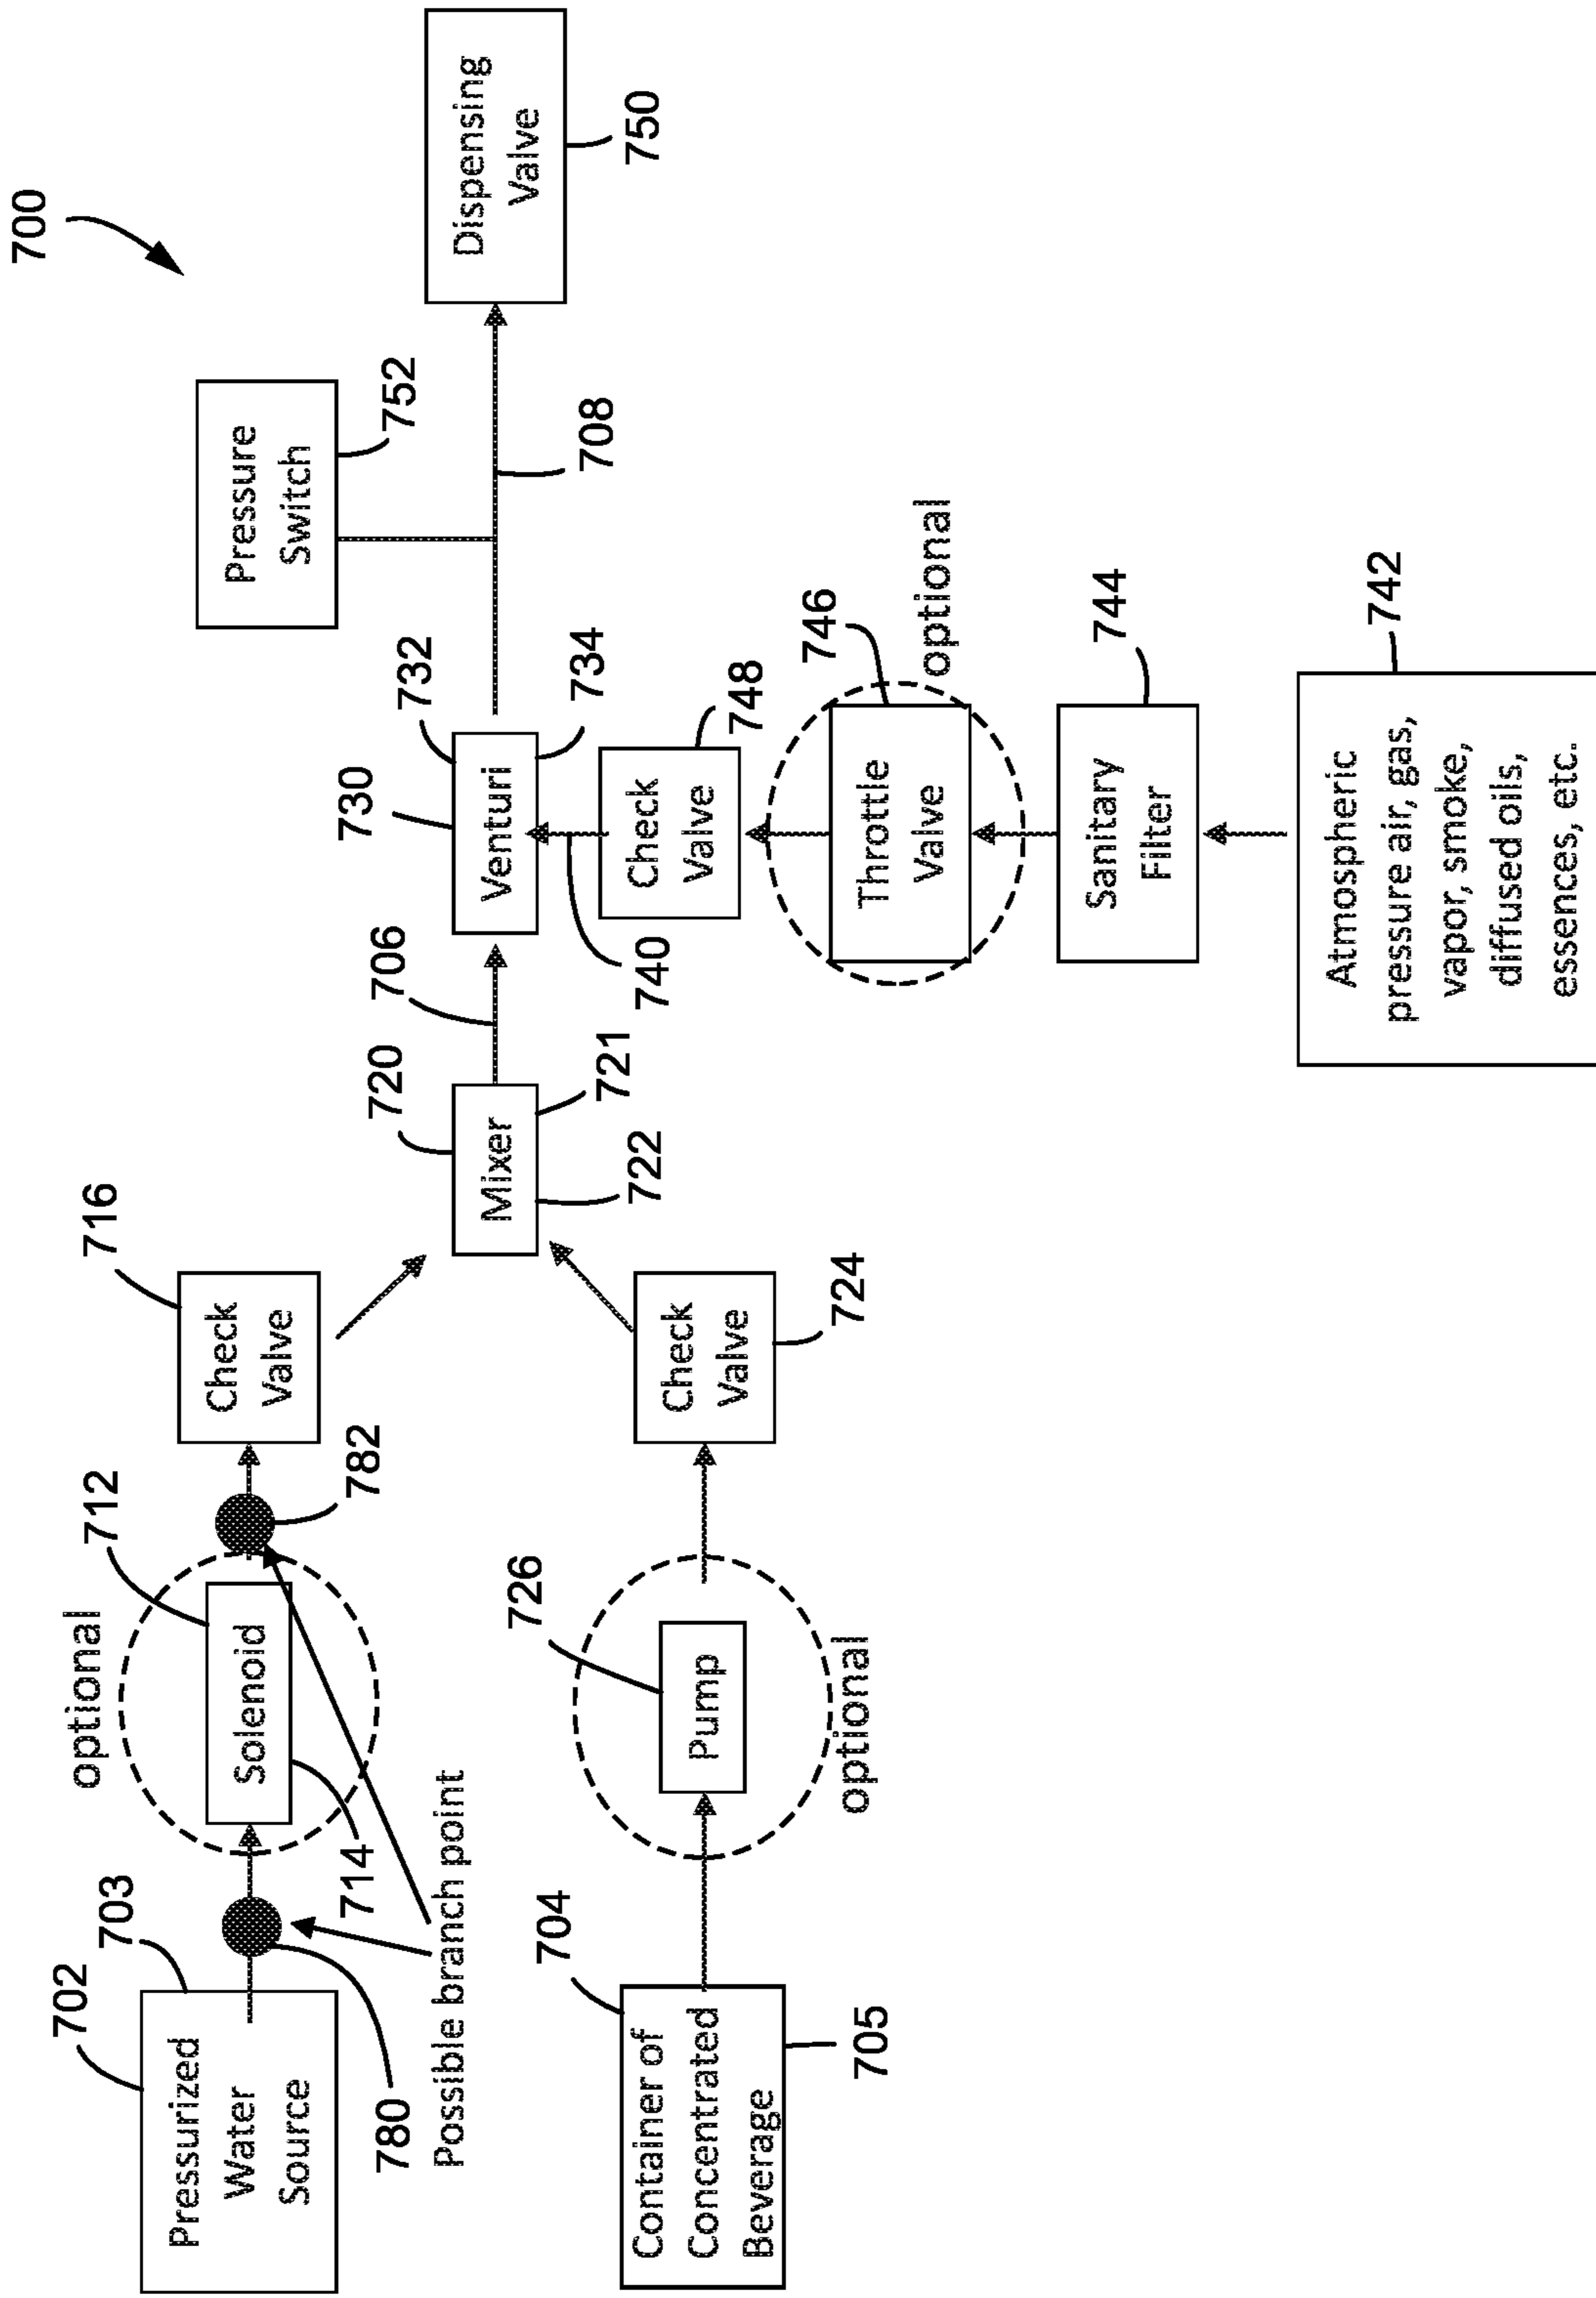 700
702
703
Pressurized
Water
Source
780
Possible branch point
optional
712
Solenoid
714
782
716
Check
Valve
704
Container of
Concentrated
Beverage
705
726
Pump
optional
Check
Valve
724
720
Mixer
722
721
706
730
732
Venturi
734
740
Check
Valve
748
746
Throttle
Valve
optional
744
Sanitary
Filter
742
Atmospheric
pressure air, gas,
vapor, smoke,
diffused oils,
essences, etc.
Pressure
Switch
752
708
Dispensing
Valve
750